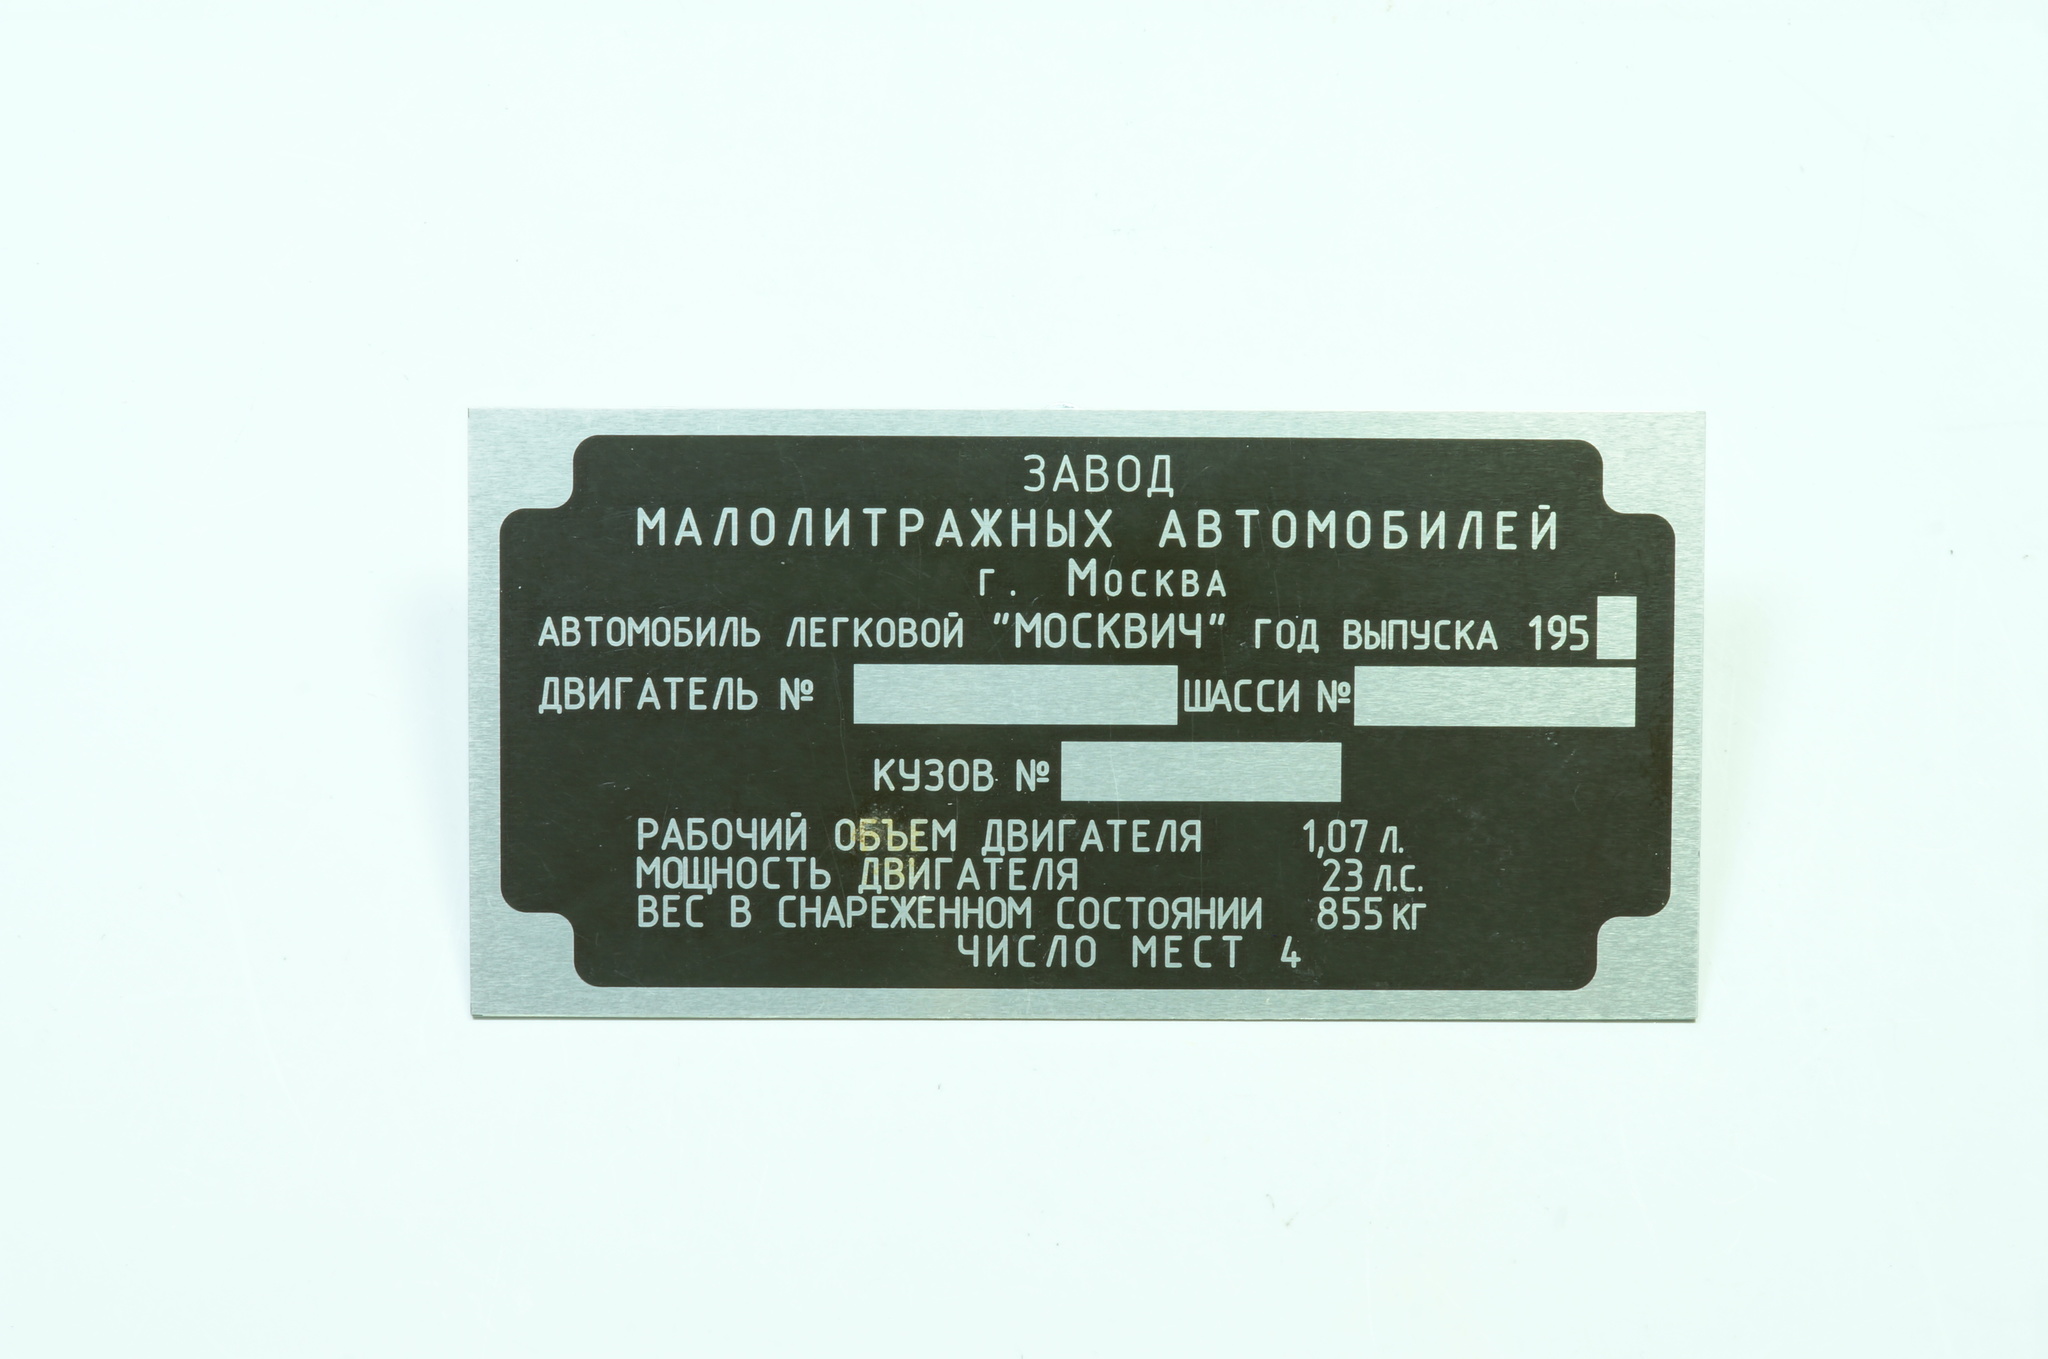 ЗАВОД
МАЛОЛИТРАЖНЫХ АВТОМОБИЛЕЙ
г. Москва
АВТОМОБИЛЬ ЛЕГКОВОЙ "МОСКВИЧ" ГОД ВЫПУСКА 195
ДВИГАТЕЛЬ № ШАССИ №
КУЗОВ №
РАБОЧИЙ ОБЪЕМ ДВИГАТЕЛЯ 1,07 л.
МОЩНОСТЬ ДВИГАТЕЛЯ 23 л.с.
ВЕС В СНАРЕЖЕННОМ СОСТОЯНИИ 855 кг
ЧИСЛО МЕСТ 4